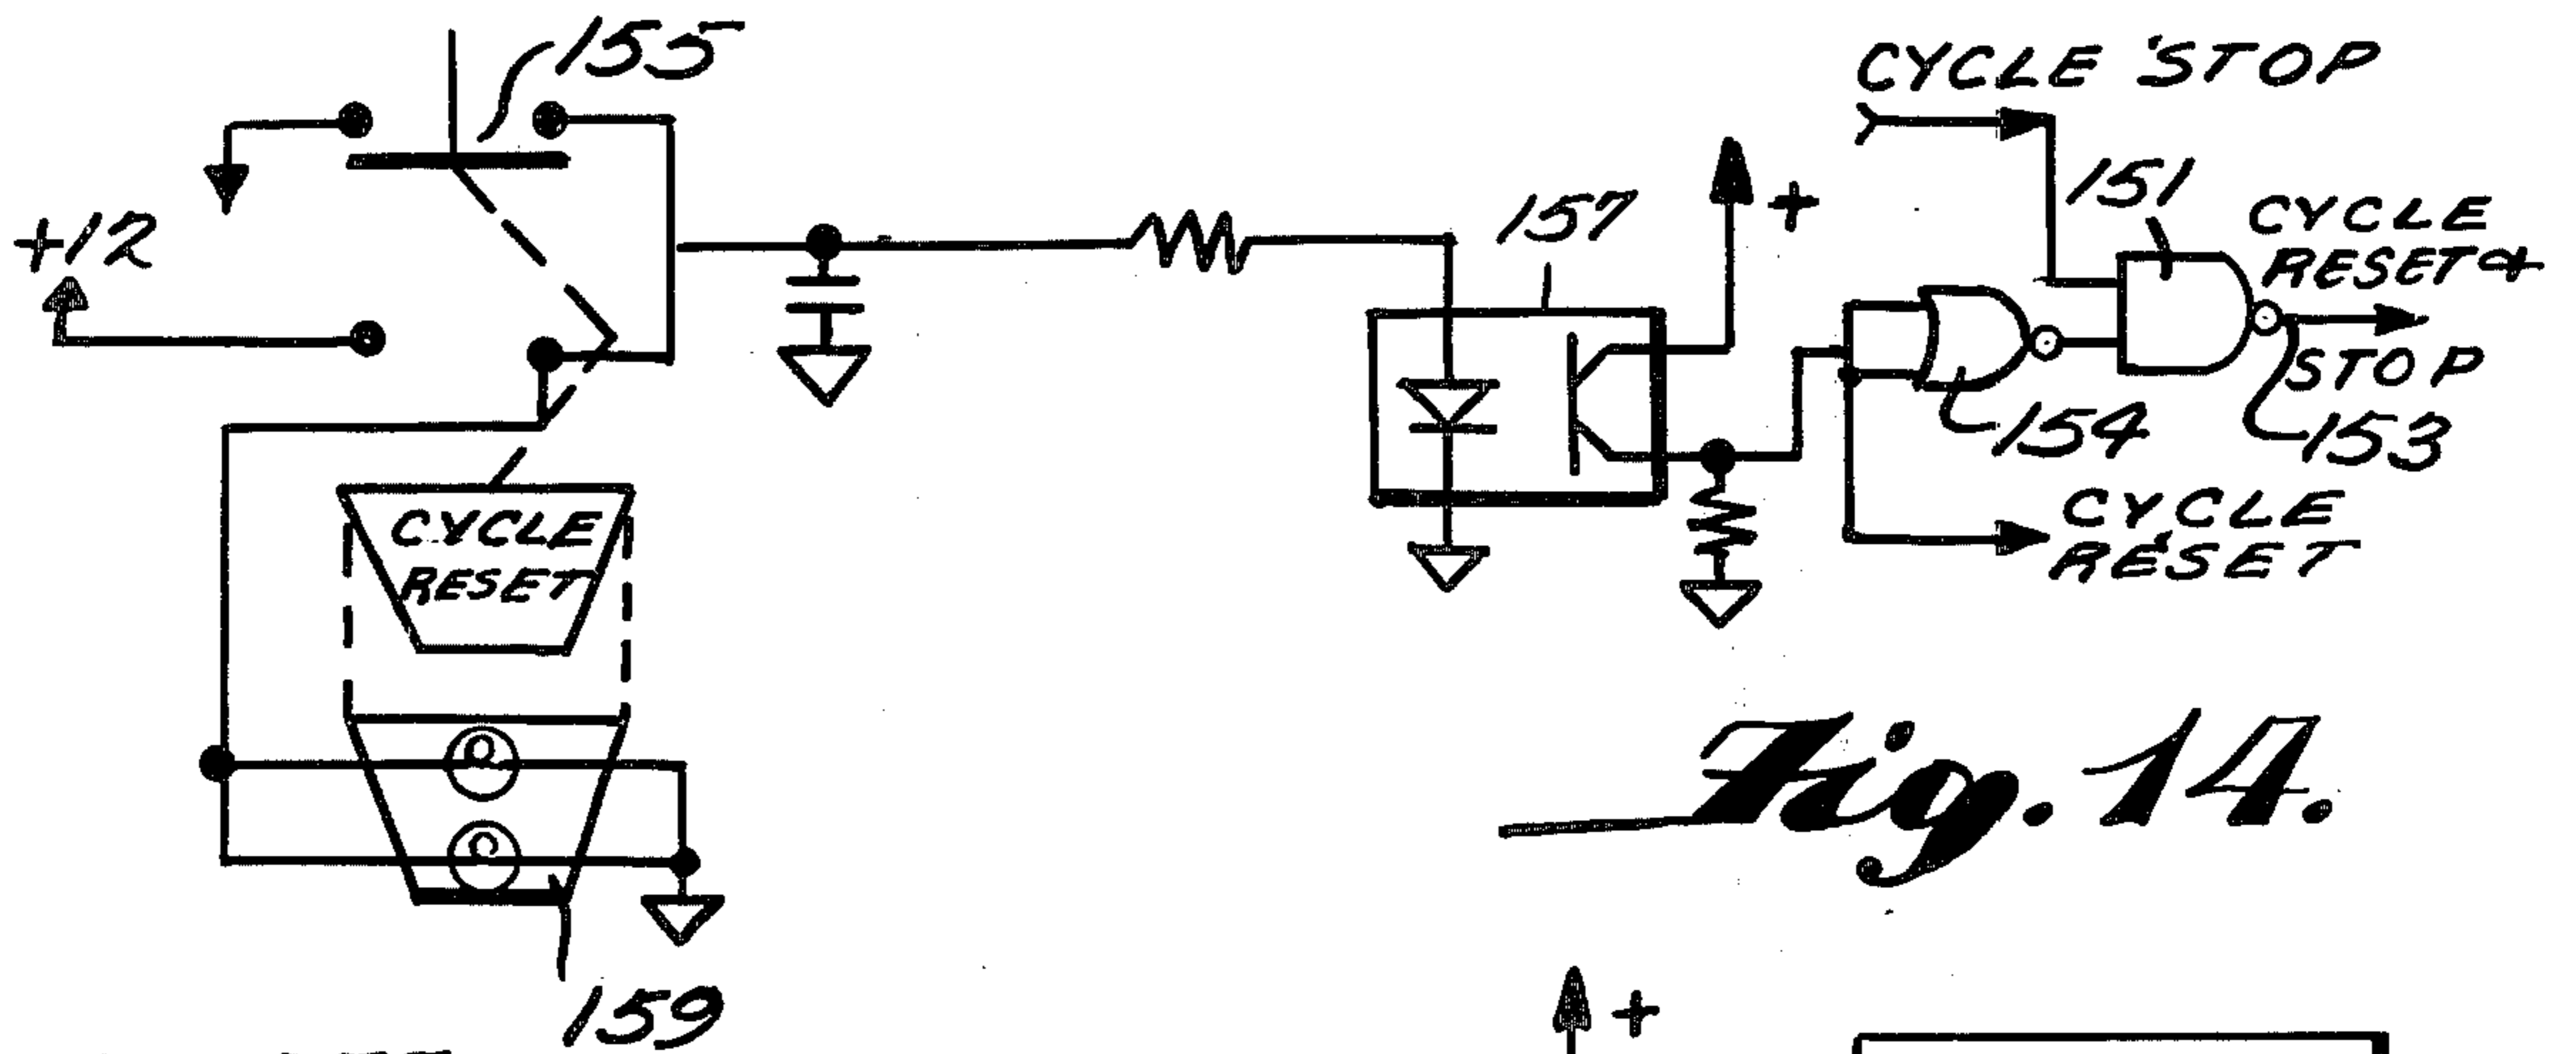 155
CYCLE STOP
+12
157
+
151
CYCLE
RESET +
STOP
154
153
CYCLE
RESET
CYCLE
RESET
Fig. 14.
159
+